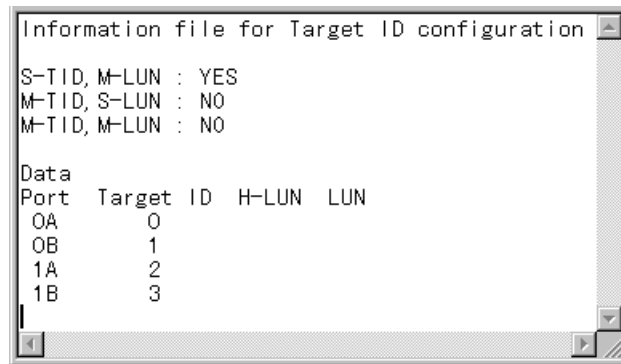 Information file for Target ID configuration
S-TID,M-LUN : YES
M-TID,S-LUN : NO
M-TID,M-LUN : NO
Data
Port Target ID H-LUN LUN
0A 0
0B 1
1A 2
1B 3